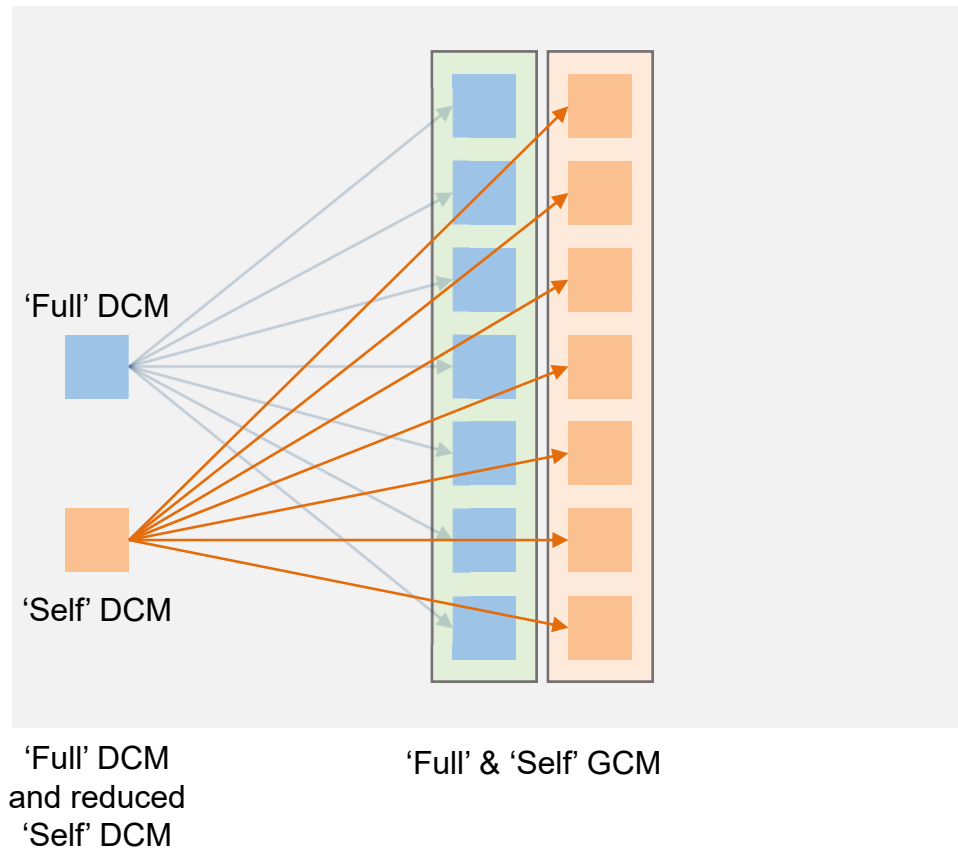 ‘Full’ DCM
‘Self’ DCM
‘Full’ DCM
and reduced
‘Self’ DCM
‘Full’ & ‘Self’ GCM